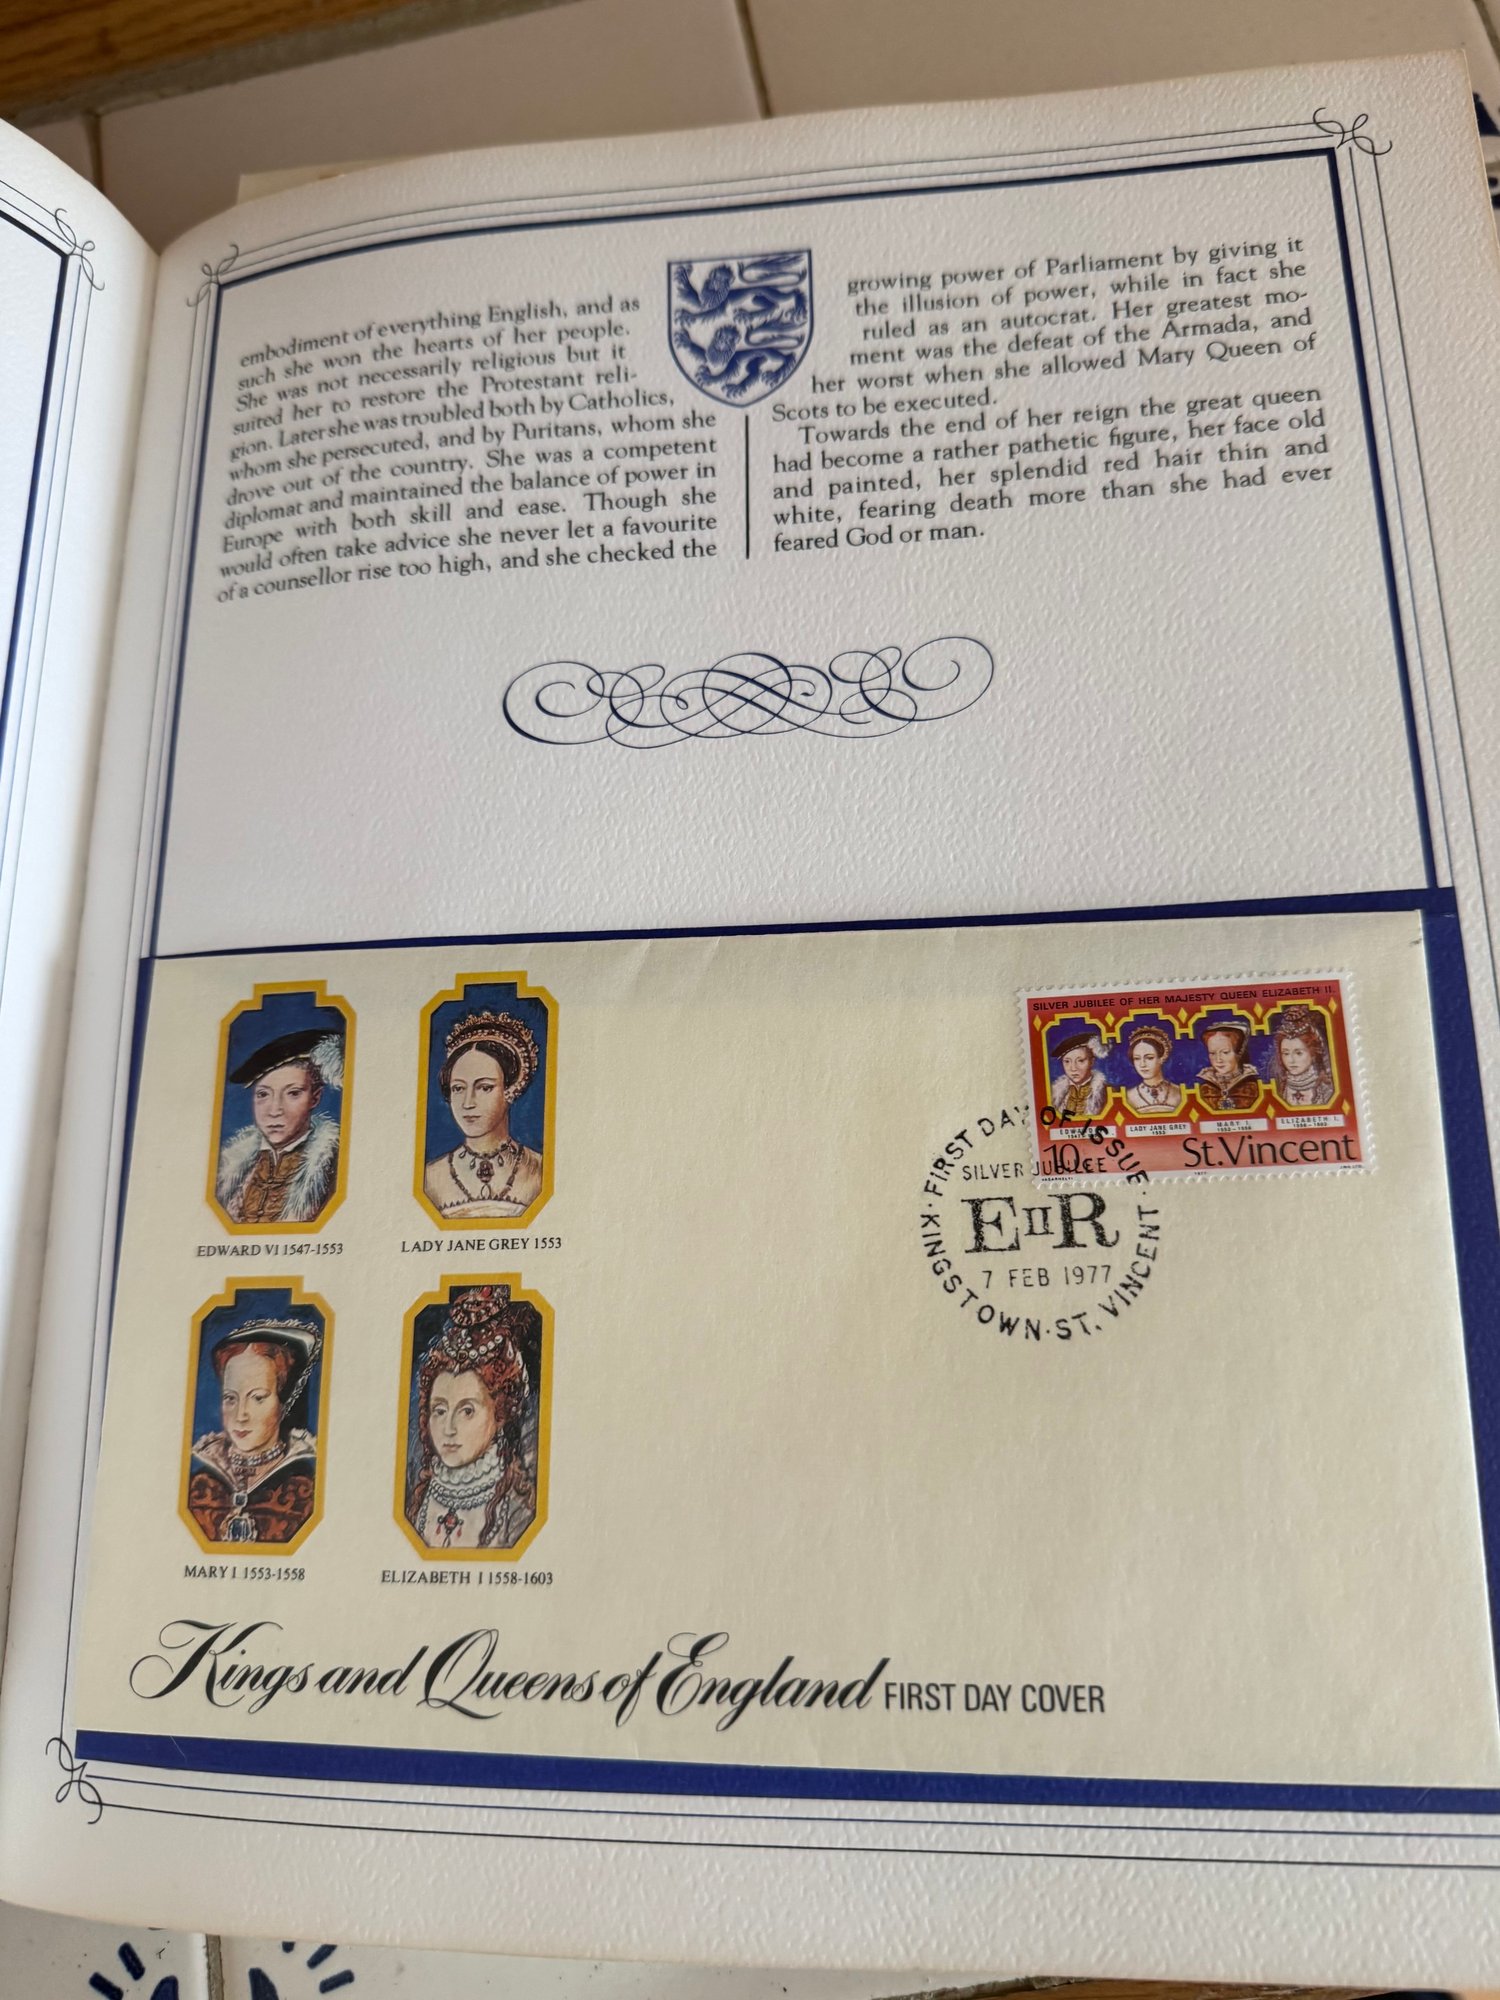 embodiment of everything English, and as
such she won the hearts of her people.
She was not necessarily religious but it
suited her to restore the Protestant reli-
gion. Later she was troubled both by Catholics,
whom she persecuted, and by Puritans, whom she
drove out of the country. She was a competent
diplomat and maintained the balance of power in
Europe with both skill and ease. Though she
would often take advice she never let a favourite
of a counsellor rise too high, and she checked the
growing power of Parliament by giving it
the illusion of power, while in fact she
ruled as an autocrat. Her greatest mo-
ment was the defeat of the Armada, and
her worst when she allowed Mary Queen of
Scots to be executed.
Towards the end of her reign the great queen
had become a rather pathetic figure, her face old
and painted, her splendid red hair thin and
white, fearing death more than she had ever
feared God or man.
EDWARD VI 1547-1553
LADY JANE GREY 1553
MARY I 1553-1558
ELIZABETH I 1558-1603
Kings and Queens of England FIRST DAY COVER
SILVER JUBILEE OF HER MAJESTY QUEEN ELIZABETH II.
LADY JANE GREY
1553
MARY I.
1553-1558
ELIZABETH I.
1558-1603
10c
St.Vincent
1977
FIRST DAY OF ISSUE
SILVER JUBILEE
EIIR
7 FEB 1977
KINGSTOWN·ST. VINCENT